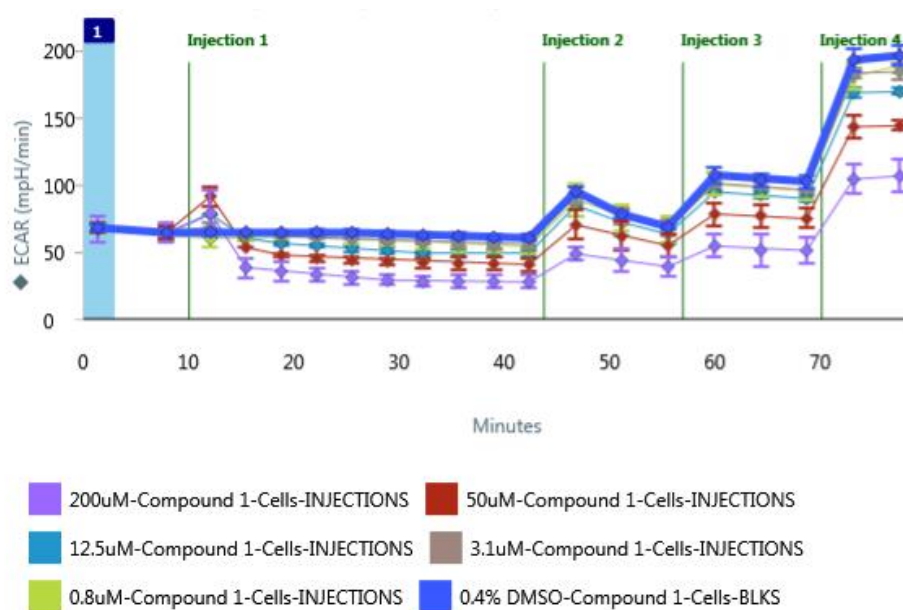 1
Injection 1
Injection 2
Injection 3
Injection 4
200
150
100
50
0
◆ ECAR (mpH/min)
0 10 20 30 40 50 60 70
Minutes
200uM-Compound 1-Cells-INJECTIONS
50uM-Compound 1-Cells-INJECTIONS
12.5uM-Compound 1-Cells-INJECTIONS
3.1uM-Compound 1-Cells-INJECTIONS
0.8uM-Compound 1-Cells-INJECTIONS
0.4% DMSO-Compound 1-Cells-BLKS